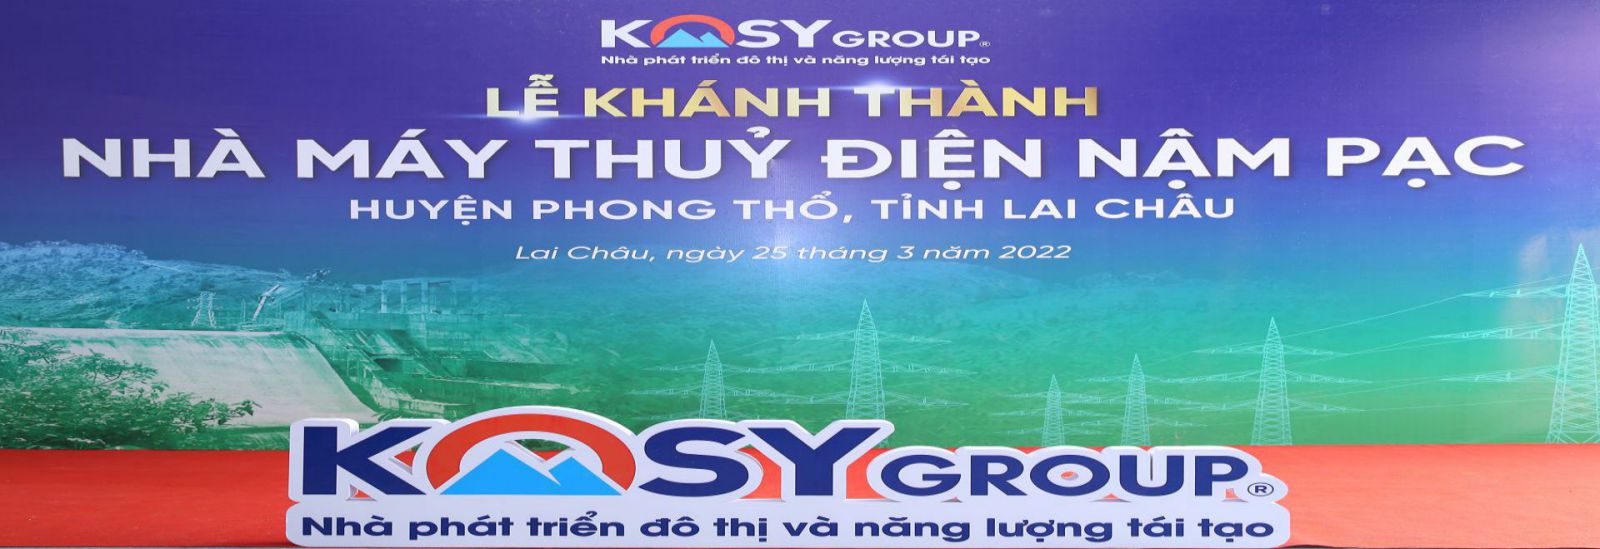 KOSY GROUP®
Nhà phát triển đô thị và năng lượng tái tạo
LỄ KHÁNH THÀNH
NHÀ MÁY THUỶ ĐIỆN NẬM PẠC
HUYỆN PHONG THỔ, TỈNH LAI CHÂU
Lai Châu, ngày 25 tháng 3 năm 2022
KOSY GROUP®
Nhà phát triển đô thị và năng lượng tái tạo